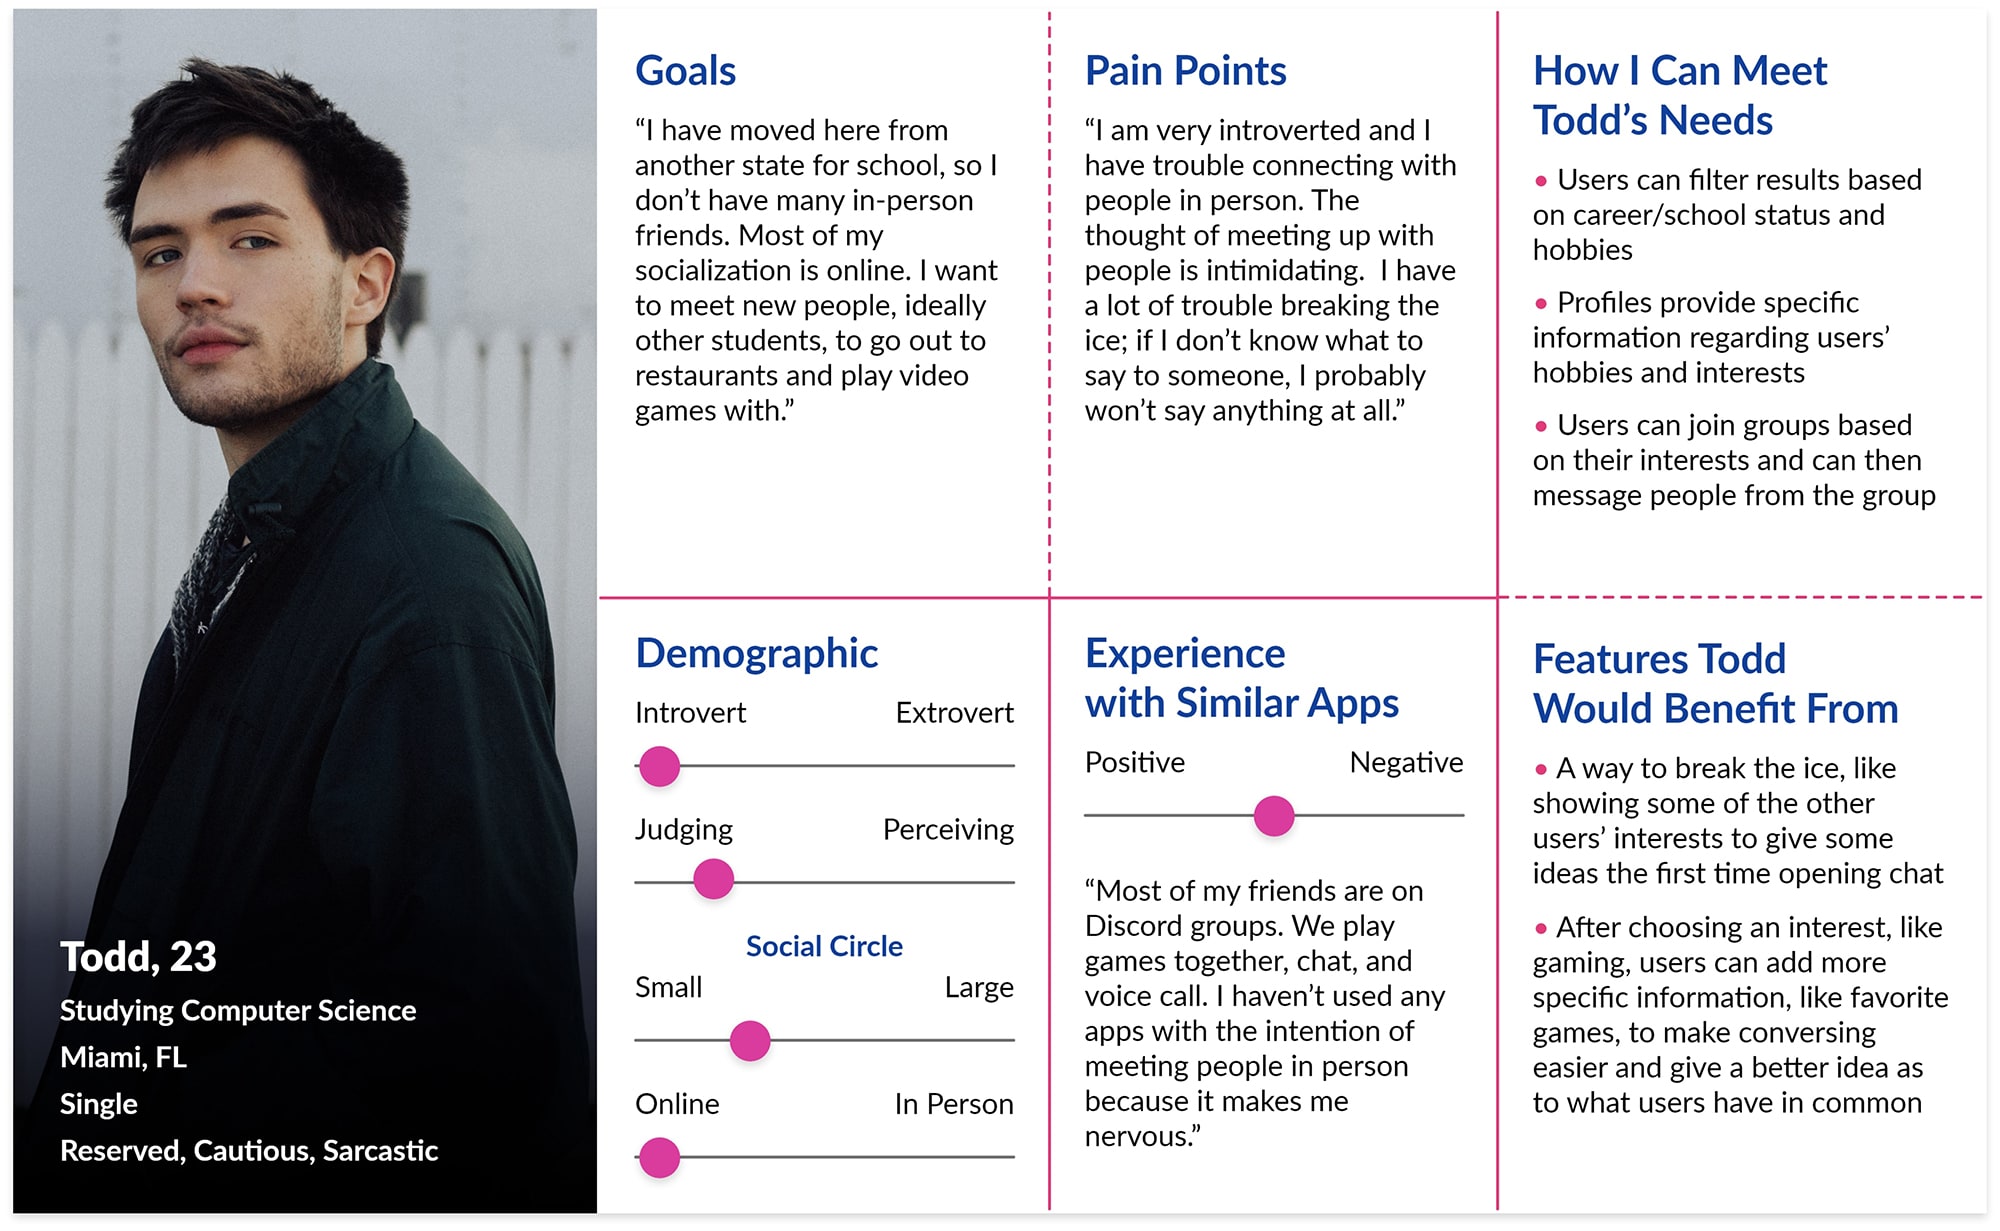 Todd, 23
Studying Computer Science
Miami, FL
Single
Reserved, Cautious, Sarcastic
Goals
“I have moved here from
another state for school, so I
don’t have many in-person
friends. Most of my
socialization is online. I want
to meet new people, ideally
other students, to go out to
restaurants and play video
games with.”
Pain Points
“I am very introverted and I
have trouble connecting with
people in person. The
thought of meeting up with
people is intimidating.  I have
a lot of trouble breaking the
ice; if I don’t know what to
say to someone, I probably
won’t say anything at all.”
How I Can Meet
Todd’s Needs
• Users can filter results based
on career/school status and
hobbies
• Profiles provide specific
information regarding users’
hobbies and interests
• Users can join groups based
on their interests and can then
message people from the group
Demographic
Introvert Extrovert
Judging Perceiving
Social Circle
Small Large
Online In Person
Experience
with Similar Apps
Positive Negative
“Most of my friends are on
Discord groups. We play
games together, chat, and
voice call. I haven’t used any
apps with the intention of
meeting people in person
because it makes me
nervous.”
Features Todd
Would Benefit From
• A way to break the ice, like
showing some of the other
users’ interests to give some
ideas the first time opening chat
• After choosing an interest, like
gaming, users can add more
specific information, like favorite
games, to make conversing
easier and give a better idea as
to what users have in common